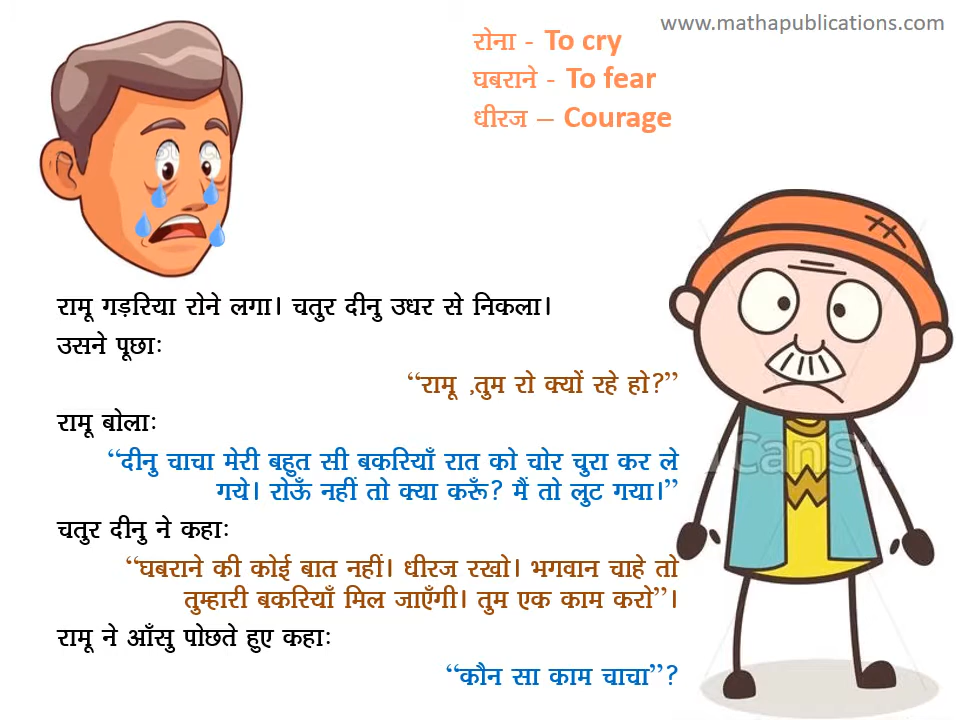 www.mathapublications.com
रोना - To cry
घबराने - To fear
धीरज – Courage
रामू गड़रिया रोने लगा। चतुर दीनु उधर से निकला।
उसने पूछाः
“रामू ,तुम रो क्यों रहे हो?”
रामू बोलाः
“दीनु चाचा मेरी बहुत सी बकरियाँ रात को चोर चुरा कर ले
गये। रोऊँ नहीं तो क्या करूँ? मैं तो लुट गया।”
चतुर दीनु ने कहाः
“घबराने की कोई बात नहीं। धीरज रखो। भगवान चाहे तो
तुम्हारी बकरियाँ मिल जाएँगी। तुम एक काम करो”।
रामू ने आँसु पोछते हुए कहाः
“कौन सा काम चाचा”?